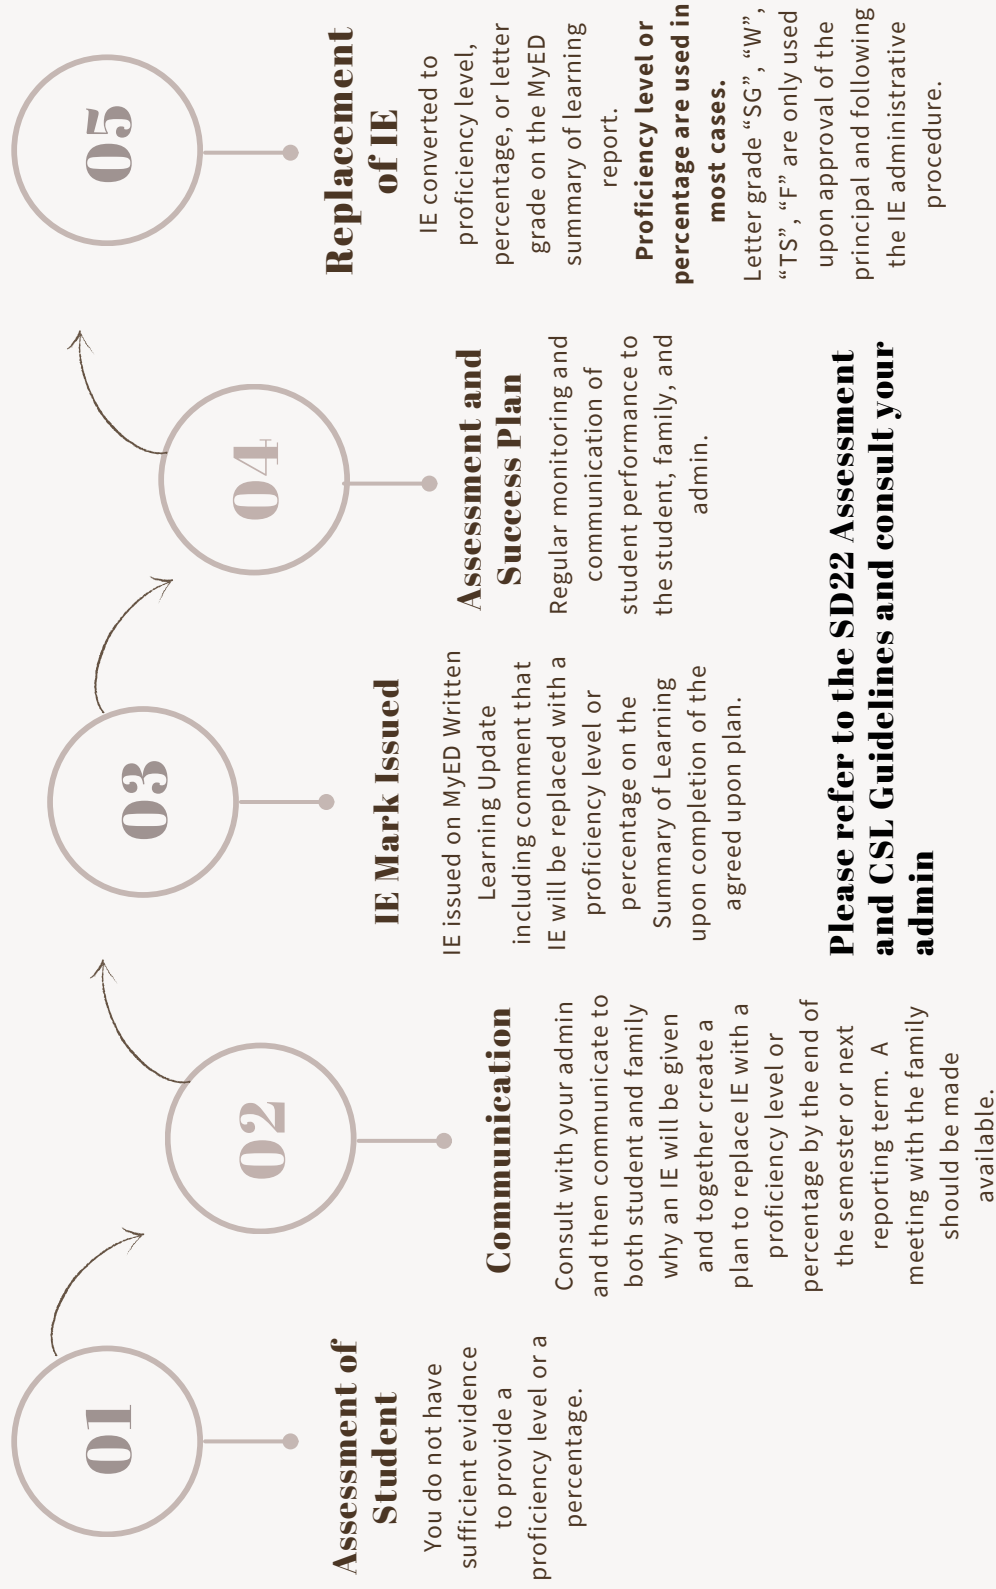 01
Assessment of
Student
You do not have
sufficient evidence
to provide a
proficiency level or a
percentage.
02
Communication
Consult with your admin
and then communicate to
both student and family
why an IE will be given
and together create a
plan to replace IE with a
proficiency level or
percentage by the end of
the semester or next
reporting term. A
meeting with the family
should be made
available.
03
IE Mark Issued
IE issued on MyED Written
Learning Update
including comment that
IE will be replaced with a
proficiency level or
percentage on the
Summary of Learning
upon completion of the
agreed upon plan.
04
Assessment and
Success Plan
Regular monitoring and
communication of
student performance to
the student, family, and
admin.
05
Replacement
of IE
IE converted to
proficiency level,
percentage, or letter
grade on the MyED
summary of learning
report.
Proficiency level or
percentage are used in
most cases.
Letter grade “SG”, “W”,
“TS”, “F” are only used
upon approval of the
principal and following
the IE administrative
procedure.
Please refer to the SD22 Assessment
and CSL Guidelines and consult your
admin